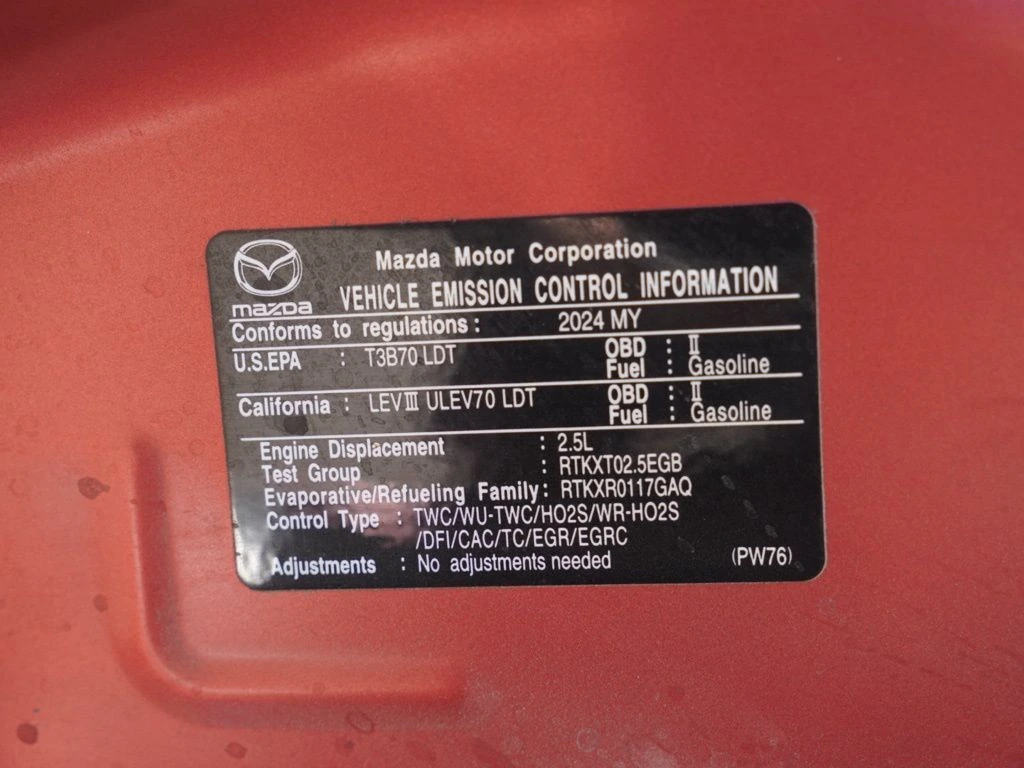 mazda
Mazda Motor Corporation
VEHICLE EMISSION CONTROL INFORMATION
Conforms to regulations : 2024 MY
U.S.EPA : T3B70 LDT OBD : II
Fuel : Gasoline
California : LEVIII ULEV70 LDT OBD : II
Fuel : Gasoline
Engine Displacement : 2.5L
Test Group : RTKXT02.5EGB
Evaporative/Refueling Family : RTKXR0117GAQ
Control Type : TWC/WU-TWC/HO2S/WR-HO2S
/DFI/CAC/TC/EGR/EGRC
Adjustments : No adjustments needed (PW76)